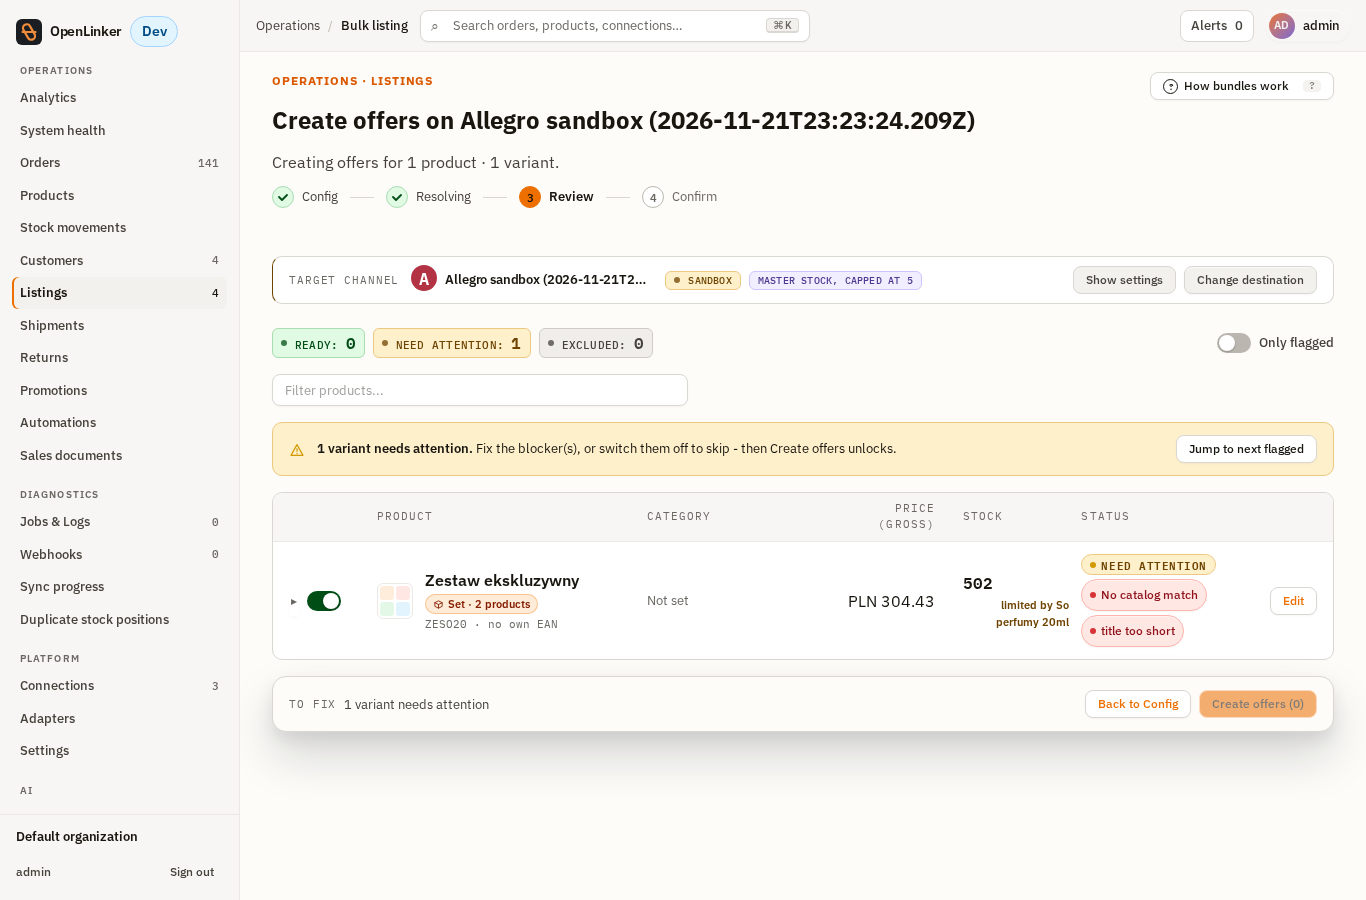 OpenLinker Dev
OPERATIONS
Analytics
System health
Orders 141
Products
Stock movements
Customers 4
Listings 4
Shipments
Returns
Promotions
Automations
Sales documents
DIAGNOSTICS
Jobs & Logs 0
Webhooks 0
Sync progress
Duplicate stock positions
PLATFORM
Connections 3
Adapters
Settings
AI
Default organization
admin Sign out
Operations / Bulk listing
Search orders, products, connections... ⌘K
Alerts 0
AD admin
OPERATIONS · LISTINGS
How bundles work ?
Create offers on Allegro sandbox (2026-11-21T23:23:24.209Z)
Creating offers for 1 product · 1 variant.
Config
Resolving
3 Review
4 Confirm
TARGET CHANNEL A Allegro sandbox (2026-11-21T2... SANDBOX MASTER STOCK, CAPPED AT 5 Show settings Change destination
READY: 0 NEED ATTENTION: 1 EXCLUDED: 0 Only flagged
Filter products...
1 variant needs attention. Fix the blocker(s), or switch them off to skip - then Create offers unlocks. Jump to next flagged
PRODUCT CATEGORY PRICE (GROSS) STOCK STATUS
Zestaw ekskluzywny
Set · 2 products
ZESO20 · no own EAN
Not set
PLN 304.43
502
limited by So
perfumy 20ml
NEED ATTENTION
No catalog match
title too short
Edit
TO FIX 1 variant needs attention Back to Config Create offers (0)